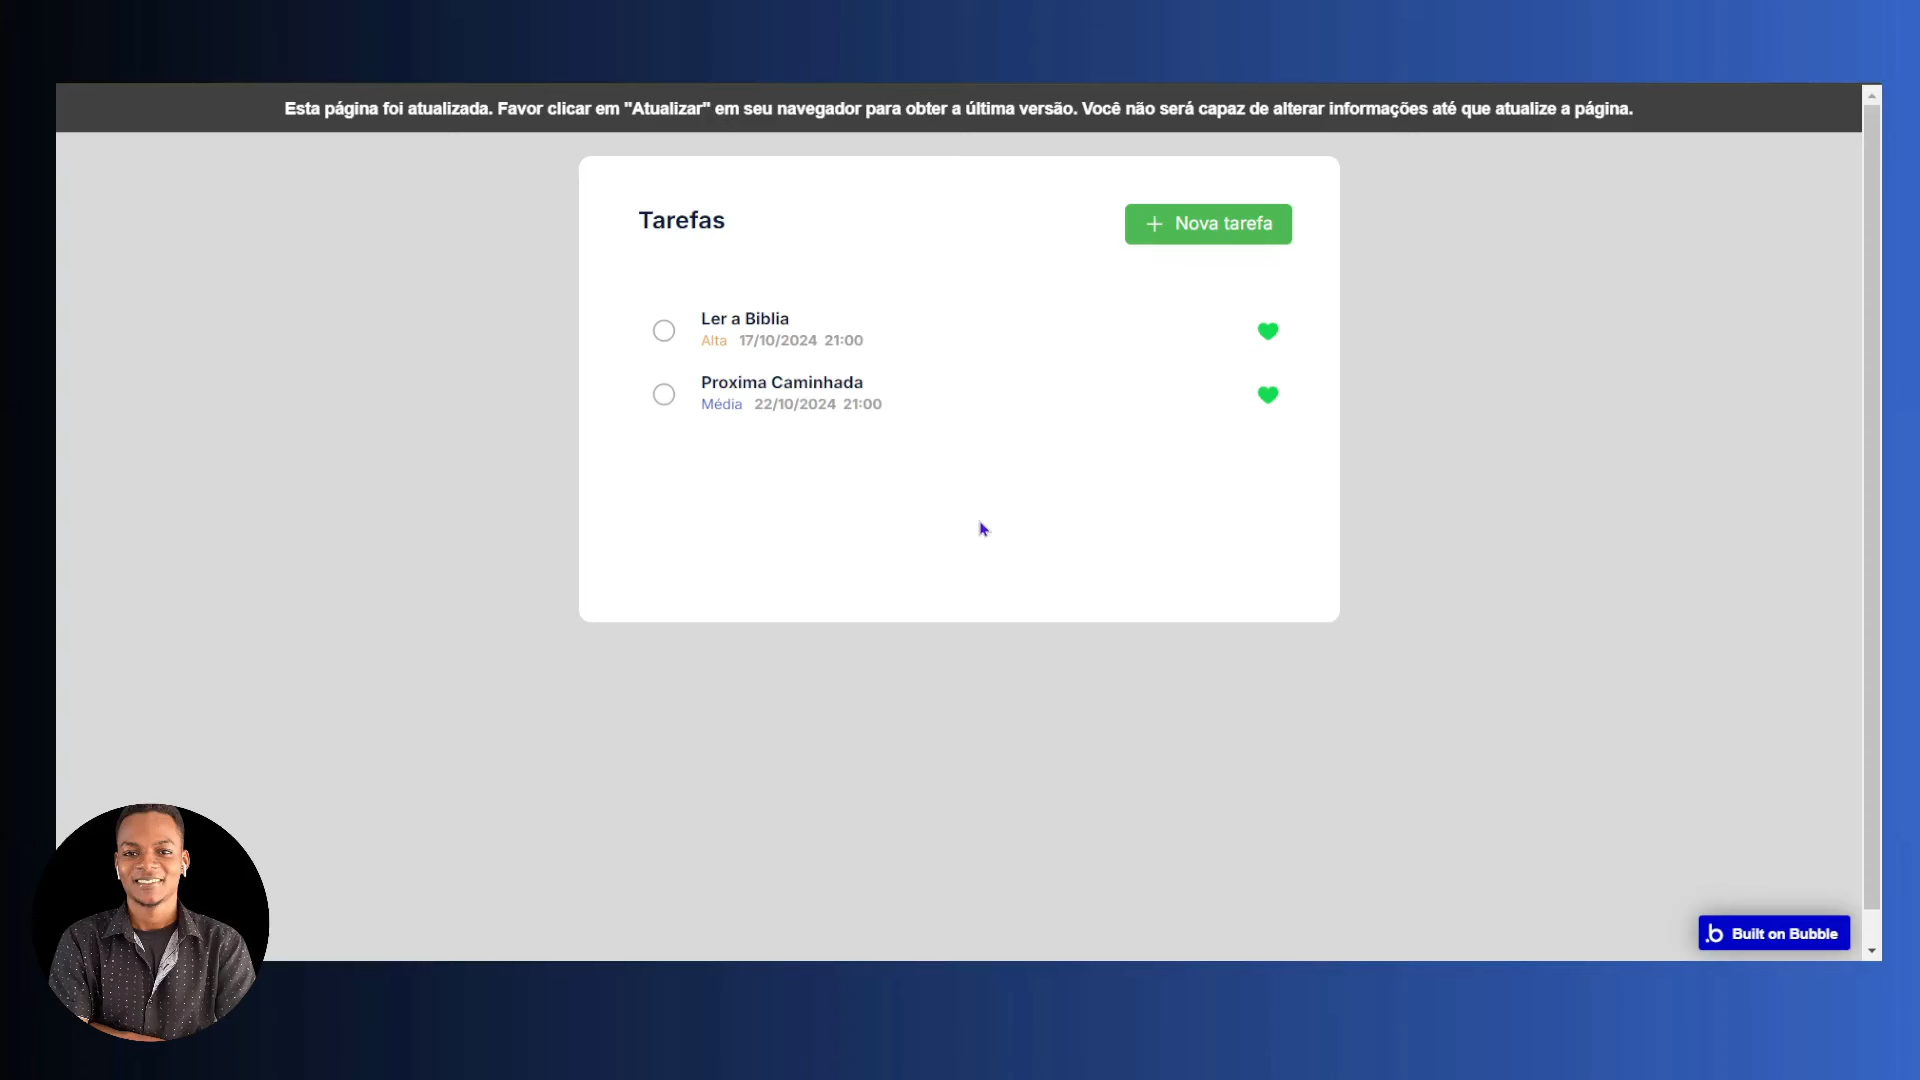 Esta página foi atualizada. Favor clicar em "Atualizar" em seu navegador para obter a última versão. Você não será capaz de alterar informações até que atualize a página.
Tarefas
Nova tarefa
Ler a Biblia
Alta 17/10/2024 21:00
Proxima Caminhada
Média 22/10/2024 21:00
.b Built on Bubble